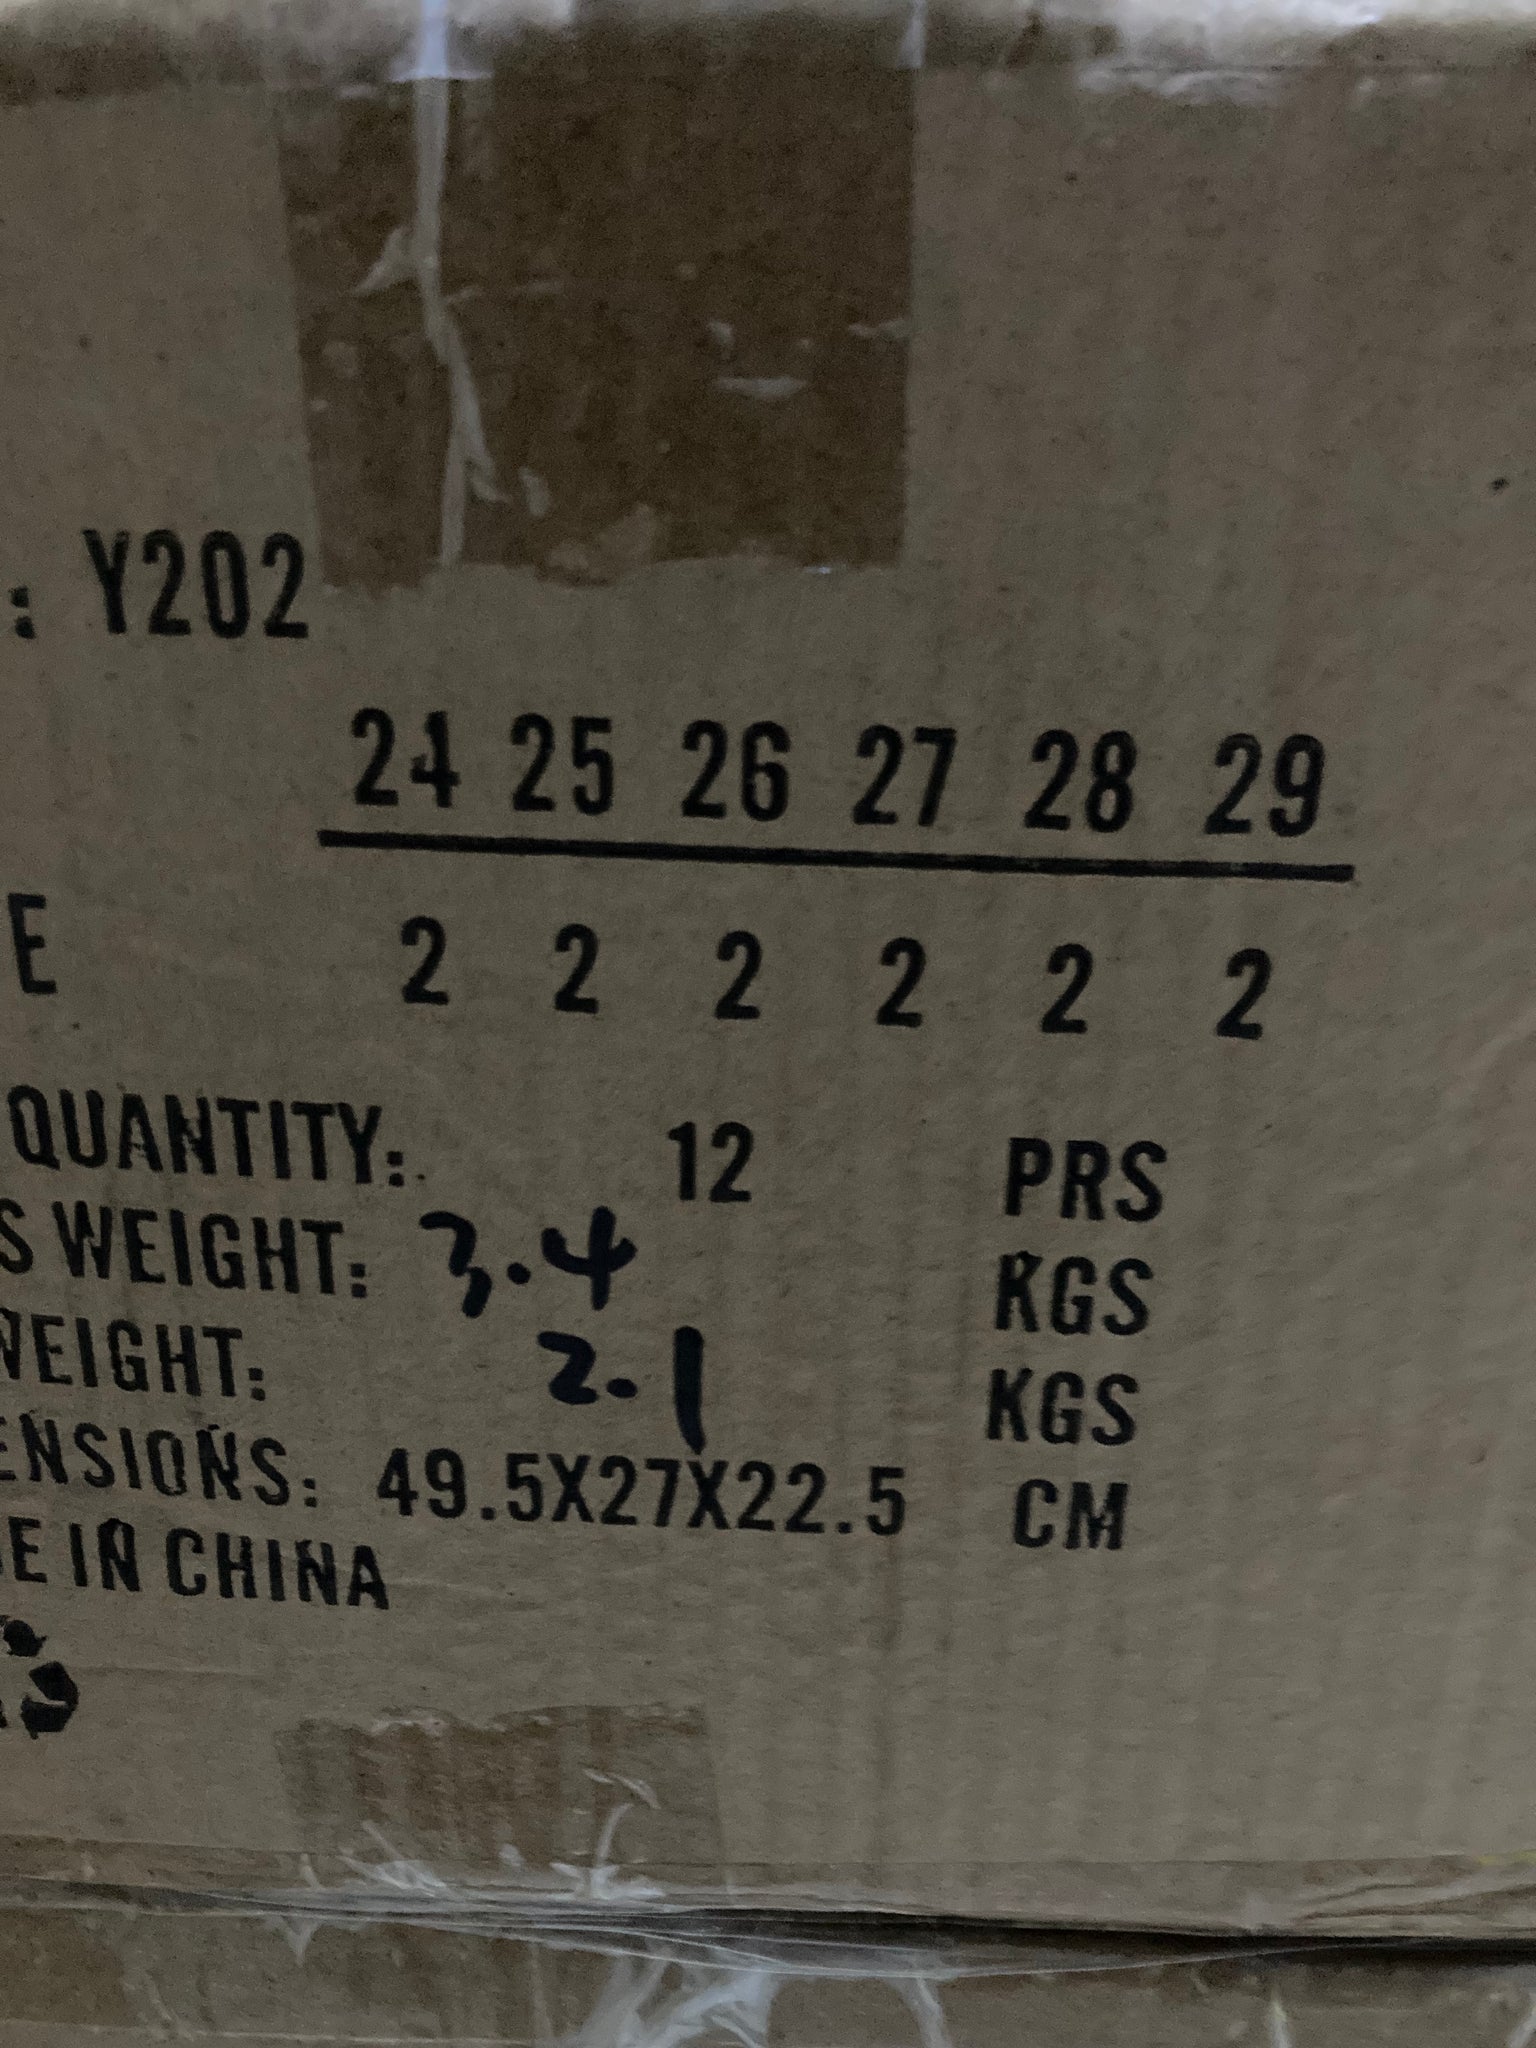 : Y202
24 25 26 27 28 29
E 2 2 2 2 2 2
QUANTITY: 12 PRS
S WEIGHT: 3.4 KGS
WEIGHT: 2.1 KGS
ENSIONS: 49.5X27X22.5 CM
E IN CHINA